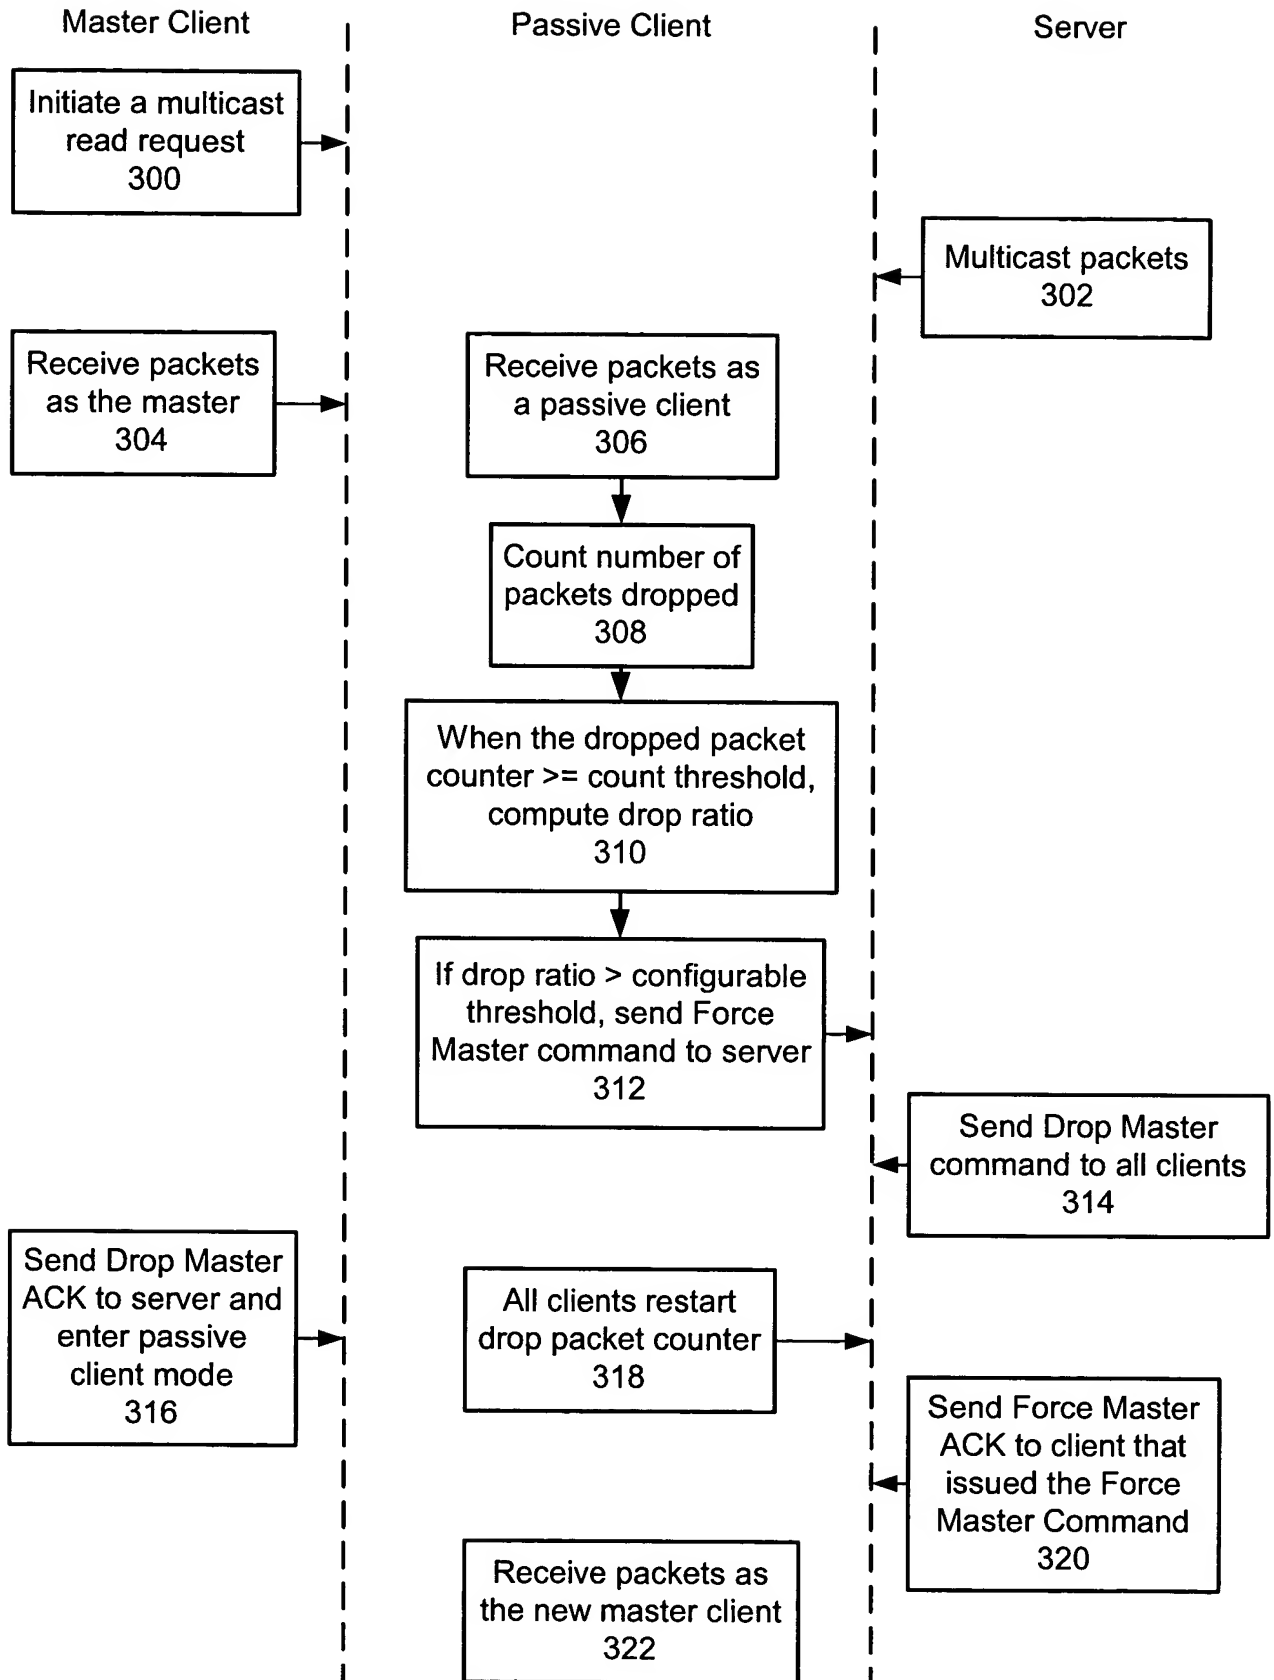 Master Client
Passive Client
Server
Initiate a multicast
read request
300
Multicast packets
302
Receive packets
as the master
304
Receive packets as
a passive client
306
Count number of
packets dropped
308
When the dropped packet
counter >= count threshold,
compute drop ratio
310
If drop ratio > configurable
threshold, send Force
Master command to server
312
Send Drop Master
command to all clients
314
Send Drop Master
ACK to server and
enter passive
client mode
316
All clients restart
drop packet counter
318
Send Force Master
ACK to client that
issued the Force
Master Command
320
Receive packets as
the new master client
322